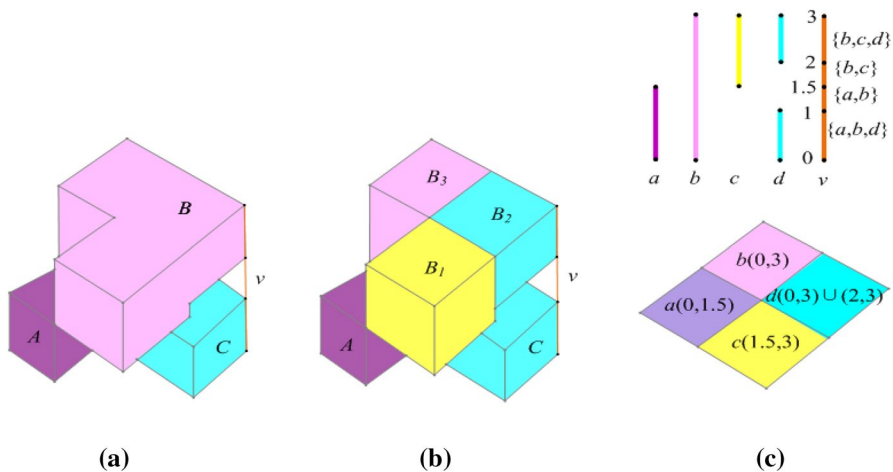 B
A
C
v
(a)
B3
B2
B1
A
C
v
(b)
3
{b,c,d}
2
{b,c}
1.5
{a,b}
1
{a,b,d}
0
a b c d v
b(0,3)
a(0,1.5) d(0,3)∪(2,3)
c(1.5,3)
(c)